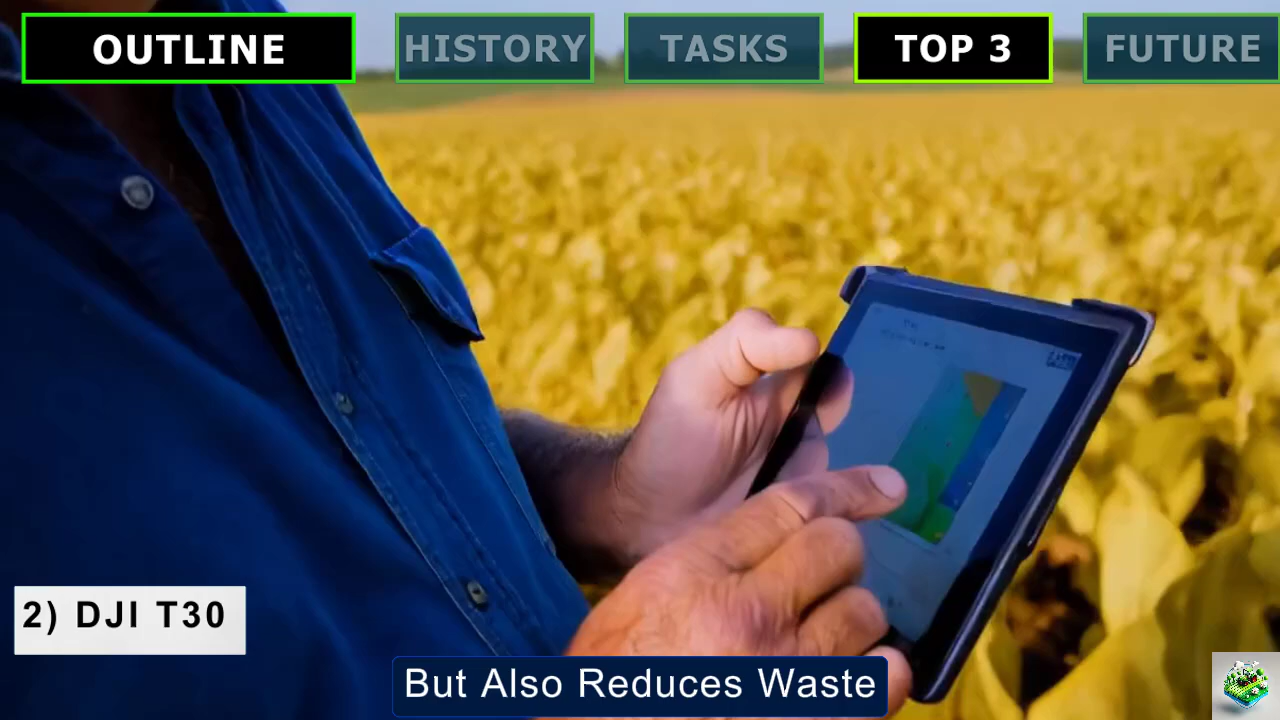 OUTLINE
HISTORY
TASKS
TOP 3
FUTURE
2) DJI T30
But Also Reduces Waste